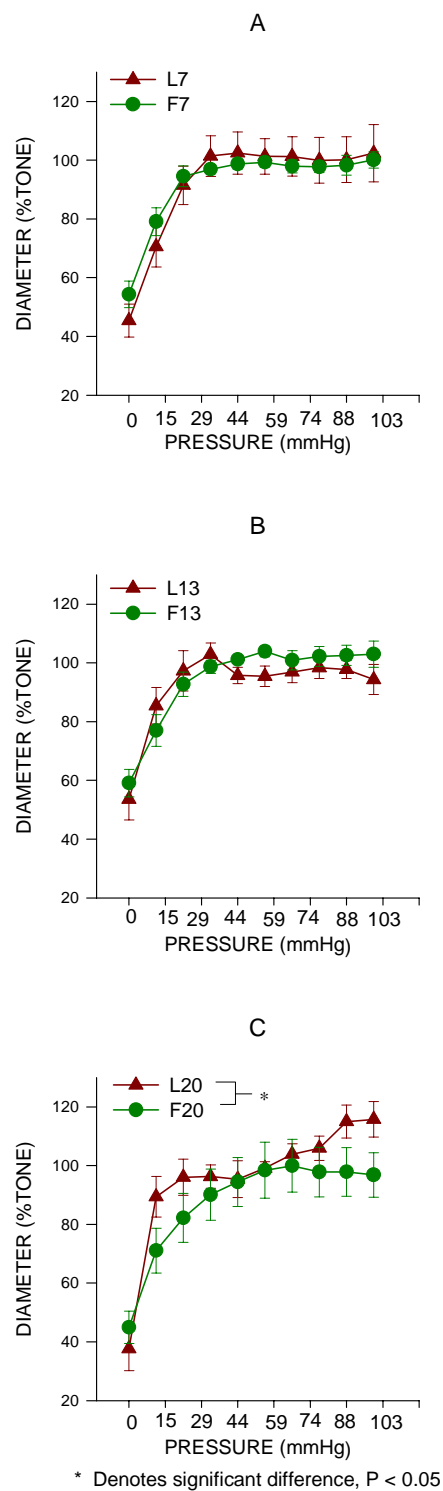 A
L7
F7
DIAMETER (%TONE)
120
100
80
60
40
20
0 15 29 44 59 74 88 103
PRESSURE (mmHg)
B
L13
F13
DIAMETER (%TONE)
120
100
80
60
40
20
0 15 29 44 59 74 88 103
PRESSURE (mmHg)
C
L20
F20
*
DIAMETER (%TONE)
120
100
80
60
40
20
0 15 29 44 59 74 88 103
PRESSURE (mmHg)
* Denotes significant difference, P < 0.05